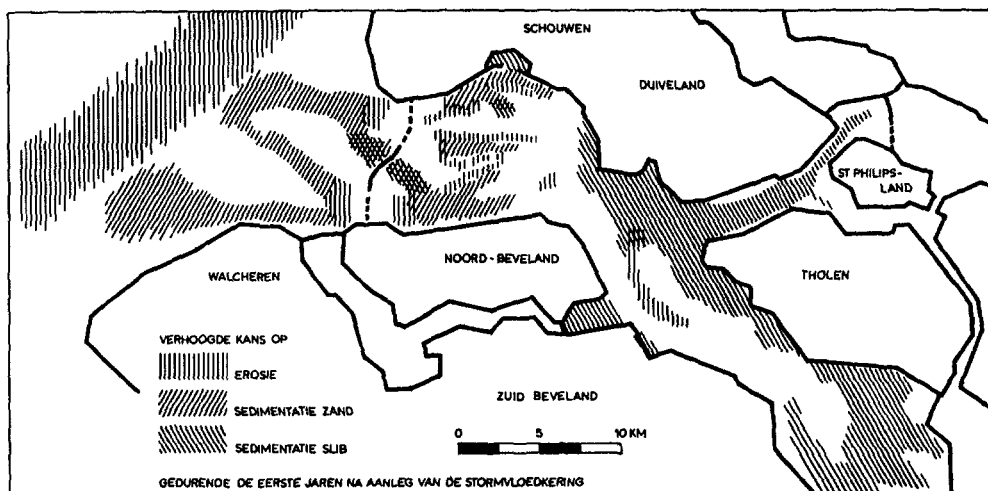 SCHOUWEN
DUIVELAND
ST PHILIPS-
LAND
WALCHEREN
NOORD-BEVELAND
THOLEN
VERHOOGDE KANS OP
EROSIE
SEDIMENTATIE ZAND
SEDIMENTATIE SLIB
ZUID BEVELAND
0 5 10 KM
GEDURENDE DE EERSTE JAREN NA AANLEG VAN DE STORMVLOEDKERING